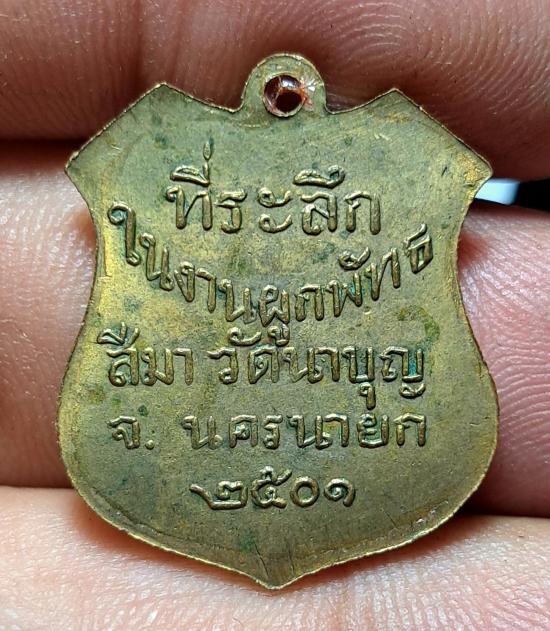 ที่ระลึก
ในงานผูกพัทธ
สีมา วัดนาบุญ
จ. นครนายก
๒๕๐๑